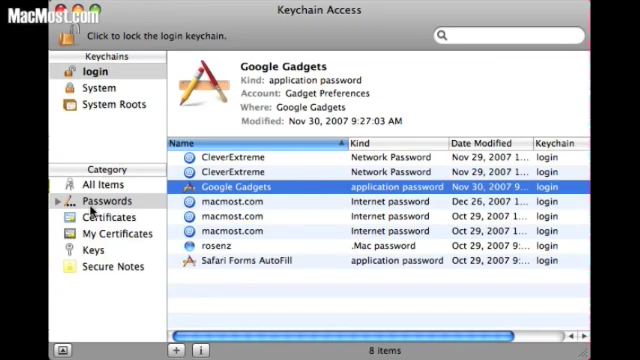 MacMost.com
Keychain Access
Click to lock the login keychain.
Keychains
login
System
System Roots
Google Gadgets
Kind: application password
Account: Gadget Preferences
Where: Google Gadgets
Modified: Nov 30, 2007 9:27:03 AM
Name Kind Date Modified Keychain
CleverExtreme Network Password Nov 29, 2007 1... login
CleverExtreme Network Password Nov 29, 2007 1... login
Google Gadgets application password Nov 30, 2007 9... login
macmost.com Internet password Dec 26, 2007 1... login
macmost.com Internet password Oct 29, 2007 1... login
macmost.com Internet password Oct 29, 2007 1... login
rosenz .Mac password Oct 29, 2007 9:... login
Safari Forms AutoFill application password Oct 29, 2007 9:... login
Category
All Items
Passwords
Certificates
My Certificates
Keys
Secure Notes
8 items